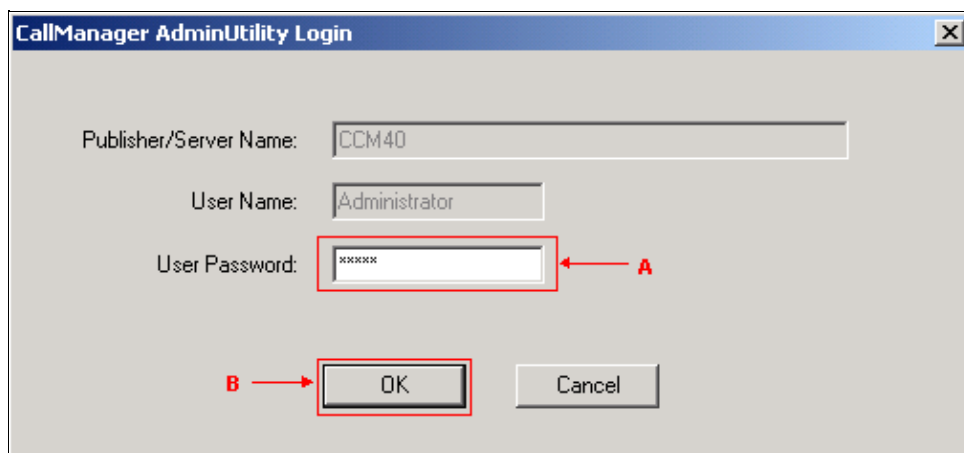 CallManager AdminUtility Login
Publisher/Server Name: CCM40
User Name: Administrator
User Password: ***** A
B OK Cancel